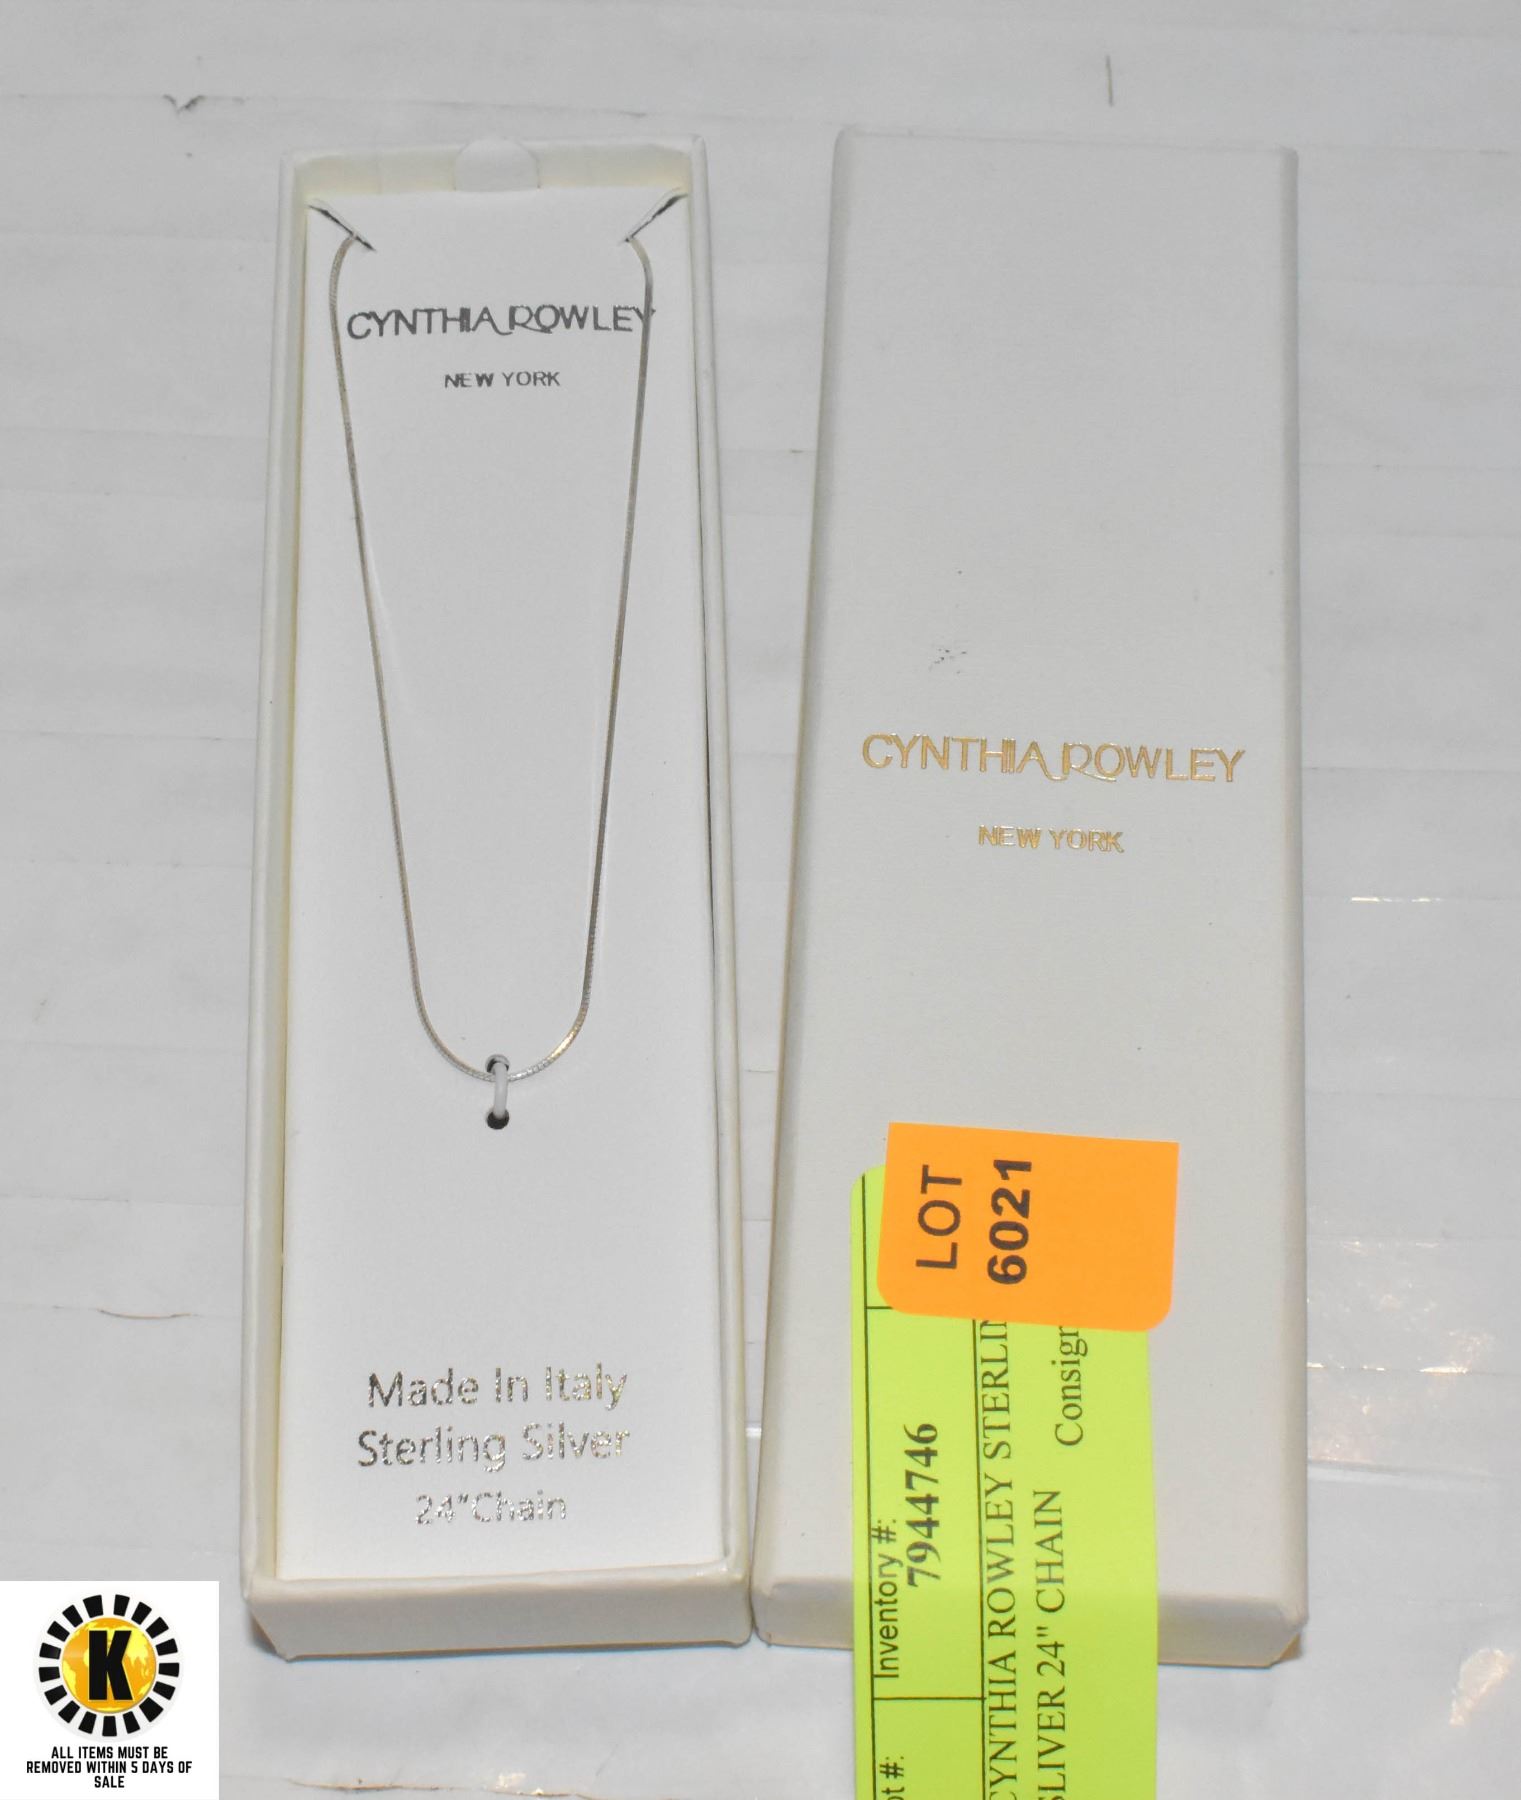 CYNTHIA ROWLEY
NEW YORK
Made In Italy
Sterling Silver
24"Chain
CYNTHIA ROWLEY
NEW YORK
LOT
6021
Inventory #:
7944746
CYNTHIA ROWLEY STERLIN
SLIVER 24" CHAIN
Consign
ot #:
K
ALL ITEMS MUST BE
REMOVED WITHIN 5 DAYS OF
SALE